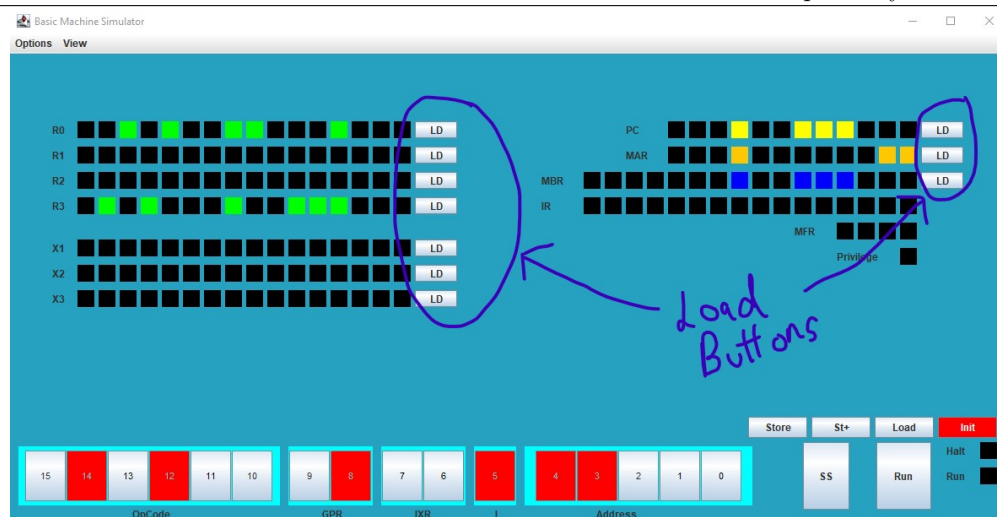 Basic Machine Simulator
Options View
R0 LD
R1 LD
R2 LD
R3 LD
X1 LD
X2 LD
X3 LD
PC LD
MAR LD
MBR LD
IR
MFR
Privilege
Load
Buttons
Store St+ Load Init
15 14 13 12 11 10 9 8 7 6 5 4 3 2 1 0
SS Run
Halt
Run
OpCode GPR IXR I Address